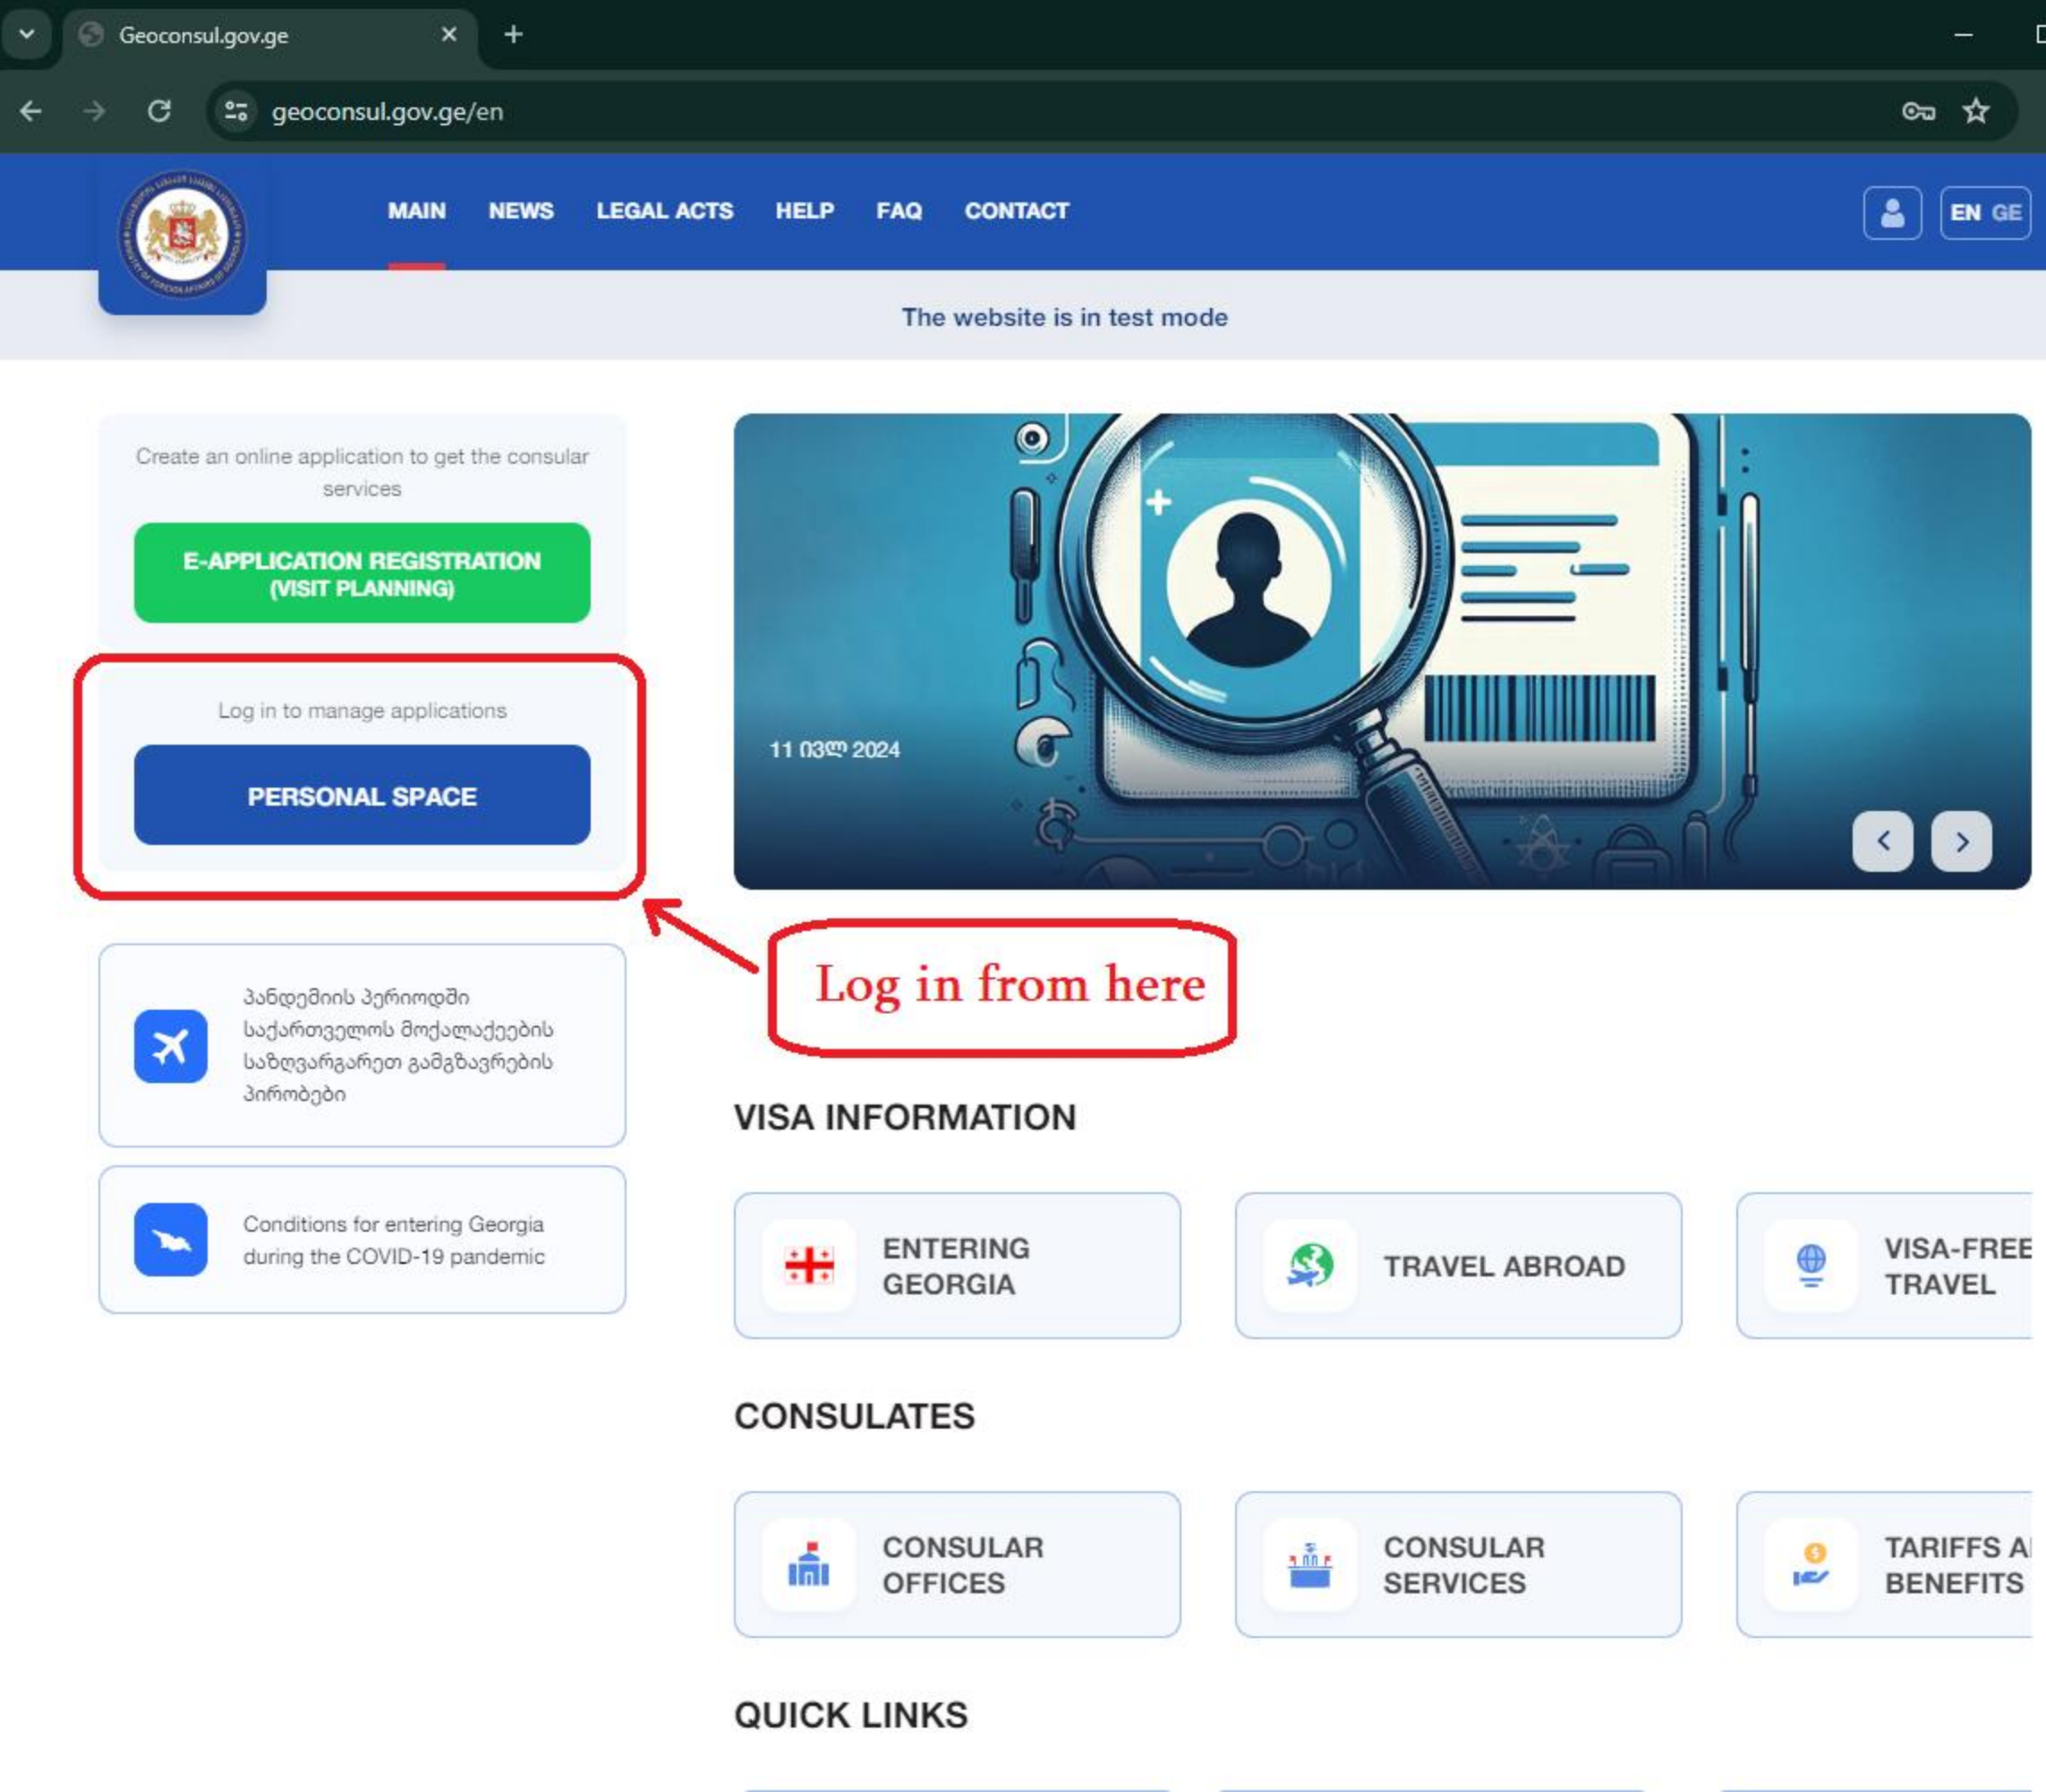 Geoconsul.gov.ge
geoconsul.gov.ge/en
MAIN NEWS LEGAL ACTS HELP FAQ CONTACT
EN GE
The website is in test mode
Create an online application to get the consular
services
E-APPLICATION REGISTRATION
(VISIT PLANNING)
Log in to manage applications
PERSONAL SPACE
11 ივლ 2024
Log in from here
პანდემიის პერიოდში
საქართველოს მოქალაქეების
საზღვარგარეთ გამგზავრების
პირობები
Conditions for entering Georgia
during the COVID-19 pandemic
VISA INFORMATION
ENTERING
GEORGIA
TRAVEL ABROAD
VISA-FREE
TRAVEL
CONSULATES
CONSULAR
OFFICES
CONSULAR
SERVICES
TARIFFS
BENEFITS
QUICK LINKS